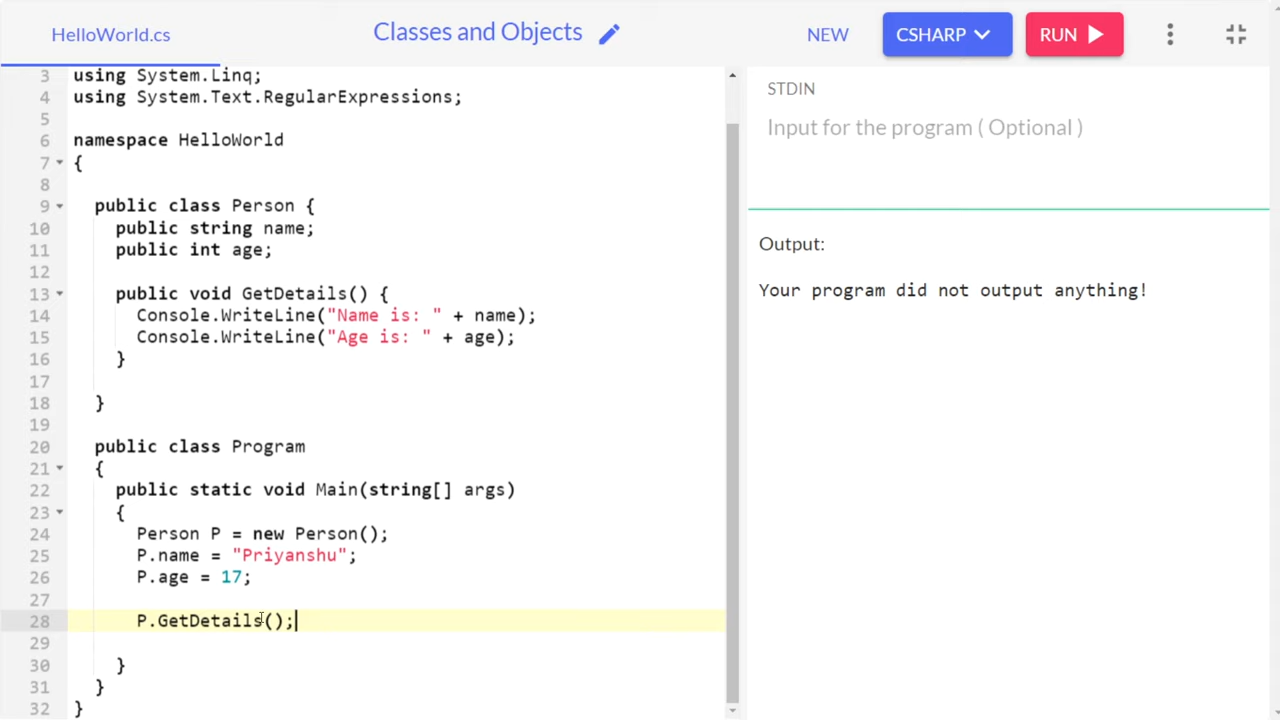 HelloWorld.cs
Classes and Objects
NEW
CSHARP
RUN
3 using System.Linq;
4 using System.Text.RegularExpressions;
5
6 namespace HelloWorld
7 {
8
9 public class Person {
10 public string name;
11 public int age;
12
13 public void GetDetails() {
14 Console.WriteLine("Name is: " + name);
15 Console.WriteLine("Age is: " + age);
16 }
17
18 }
19
20 public class Program
21 {
22 public static void Main(string[] args)
23 {
24 Person P = new Person();
25 P.name = "Priyanshu";
26 P.age = 17;
27
28 P.GetDetails();
29
30 }
31 }
32 }
STDIN
Input for the program ( Optional )
Output:
Your program did not output anything!